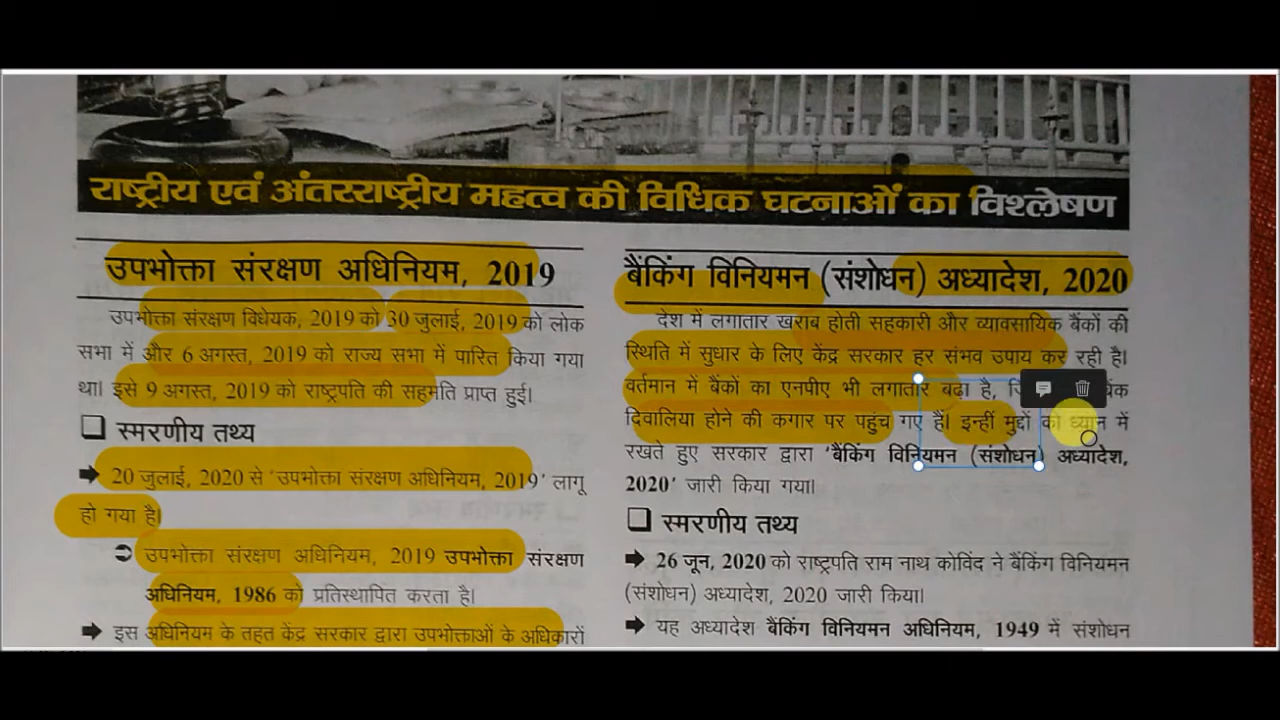 राष्ट्रीय एवं अंतरराष्ट्रीय महत्व की विधिक घटनाओं का विश्लेषण
उपभोक्ता संरक्षण अधिनियम, 2019
उपभोक्ता संरक्षण विधेयक, 2019 को 30 जुलाई, 2019 को लोक
सभा में और 6 अगस्त, 2019 को राज्य सभा में पारित किया गया
था। इसे 9 अगस्त, 2019 को राष्ट्रपति की सहमति प्राप्त हुई।
स्मरणीय तथ्य
20 जुलाई, 2020 से 'उपभोक्ता संरक्षण अधिनियम, 2019' लागू
हो गया है।
उपभोक्ता संरक्षण अधिनियम, 2019 उपभोक्ता संरक्षण
अधिनियम, 1986 को प्रतिस्थापित करता है।
इस अधिनियम के तहत केंद्र सरकार द्वारा उपभोक्ताओं के अधिकारों
बैंकिंग विनियमन (संशोधन) अध्यादेश, 2020
देश में लगातार खराब होती सहकारी और व्यावसायिक बैंकों की
स्थिति में सुधार के लिए केंद्र सरकार हर संभव उपाय कर रही है।
वर्तमान में बैंकों का एनपीए भी लगातार बढ़ा है, बैंक
दिवालिया होने की कगार पर पहुंच गए हैं। इन्हीं मुद्दों को ध्यान में
रखते हुए सरकार द्वारा 'बैंकिंग विनियमन (संशोधन) अध्यादेश,
2020' जारी किया गया।
स्मरणीय तथ्य
26 जून, 2020 को राष्ट्रपति राम नाथ कोविंद ने बैंकिंग विनियमन
(संशोधन) अध्यादेश, 2020 जारी किया।
यह अध्यादेश बैंकिंग विनियमन अधिनियम, 1949 में संशोधन